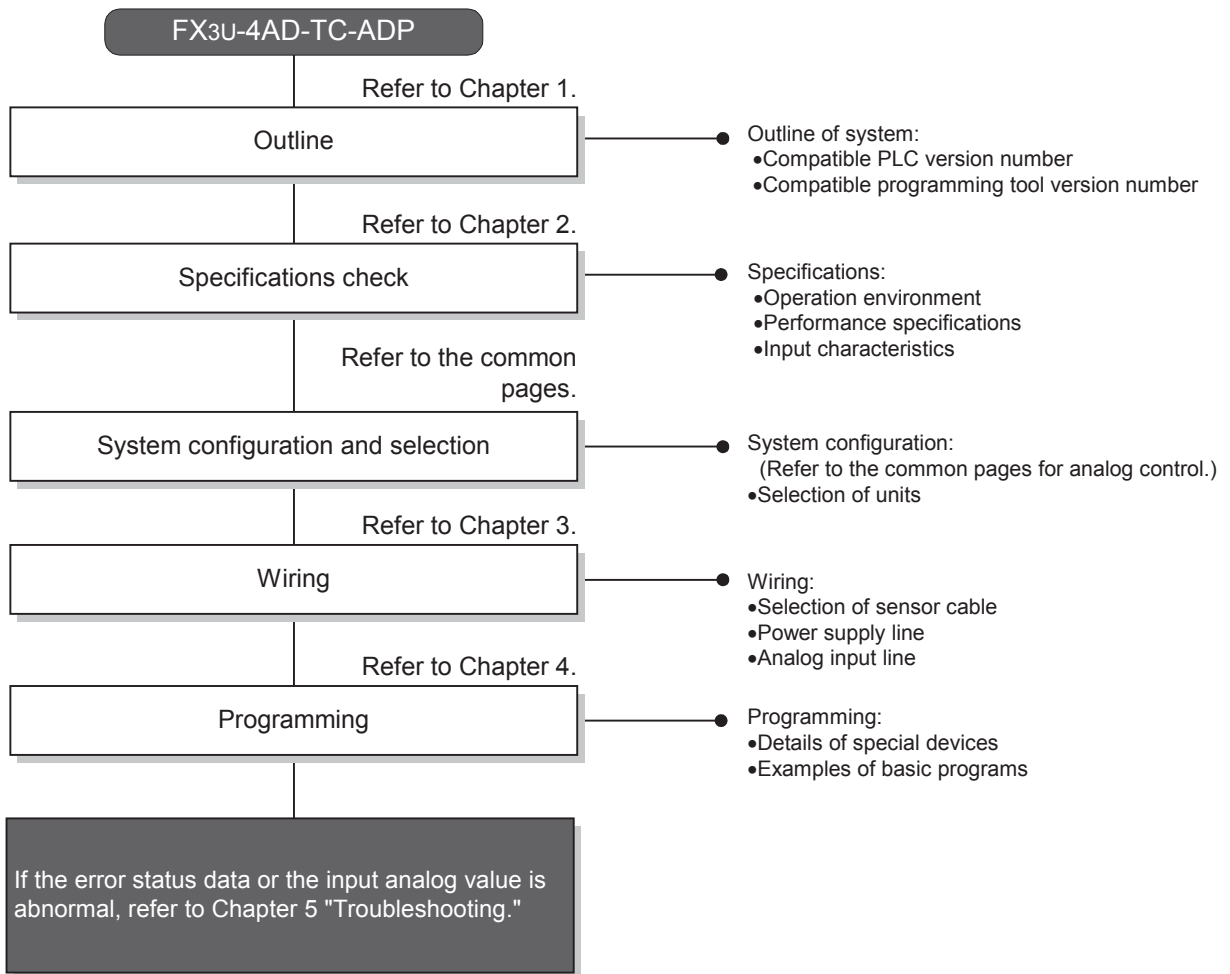 FX3U-4AD-TC-ADP
Refer to Chapter 1.
Outline
Outline of system:
•Compatible PLC version number
•Compatible programming tool version number
Refer to Chapter 2.
Specifications check
Specifications:
•Operation environment
•Performance specifications
•Input characteristics
Refer to the common
pages.
System configuration and selection
System configuration:
(Refer to the common pages for analog control.)
•Selection of units
Refer to Chapter 3.
Wiring
Wiring:
•Selection of sensor cable
•Power supply line
•Analog input line
Refer to Chapter 4.
Programming
Programming:
•Details of special devices
•Examples of basic programs
If the error status data or the input analog value is
abnormal, refer to Chapter 5 "Troubleshooting."